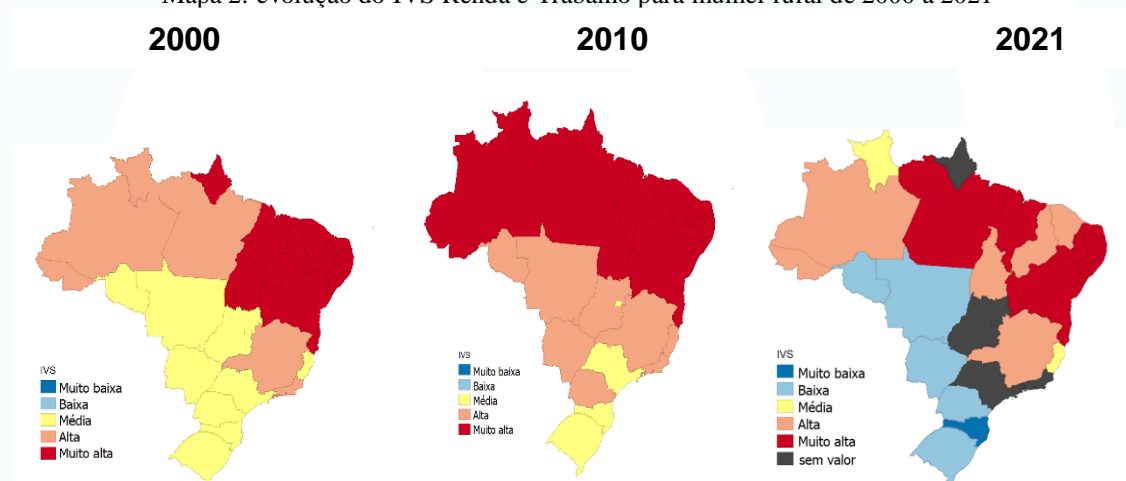 Mapa 2: evolução do IVS Renda e Trabalho para mulher rural de 2000 a 2021
2000
2010
2021
IVS
Muito baixa
Baixa
Média
Alta
Muito alta
IVS
Muito baixa
Baixa
Média
Alta
Muito alta
IVS
Muito baixa
Baixa
Média
Alta
Muito alta
sem valor